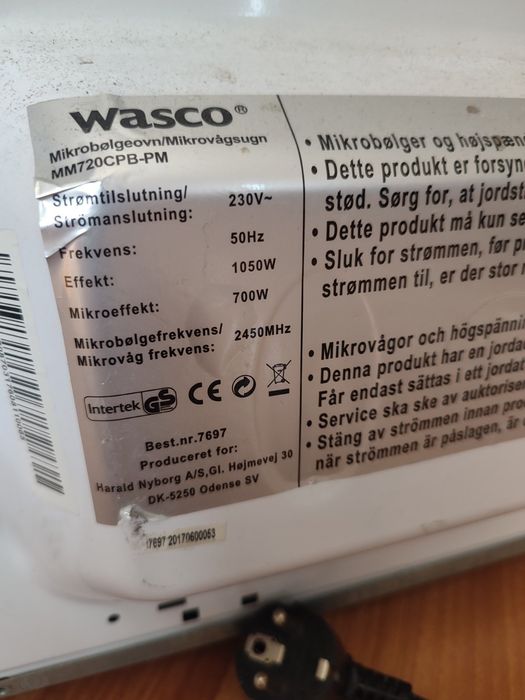 Wasco®
Mikrobølgeovn/Mikrovågsugn
MM720CPB-PM
Strømtilslutning/
Strömanslutning: 230V~
Frekvens: 50Hz
Effekt: 1050W
Mikroeffekt: 700W
Mikrobølgefrekvens/
Mikrovåg frekvens: 2450MHz
Intertek GS
CE
Best.nr.7697
Produceret for:
Harald Nyborg A/S,Gl. Højmevej 30
DK-5250 Odense SV
• Mikrobølger og højspæn
• Dette produkt er forsyn
stød. Sørg for, at jordst
• Dette produkt må kun se
• Sluk for strømmen, før
strømmen til, er der stor
• Mikrovågor och högspännin
• Denna produkt har en jorda
Får endast sättas i ett jordat
• Service ska ske av auktorise
• Stäng av strömmen innan pro
när strömmen är påslagen, är
7697 20170600063